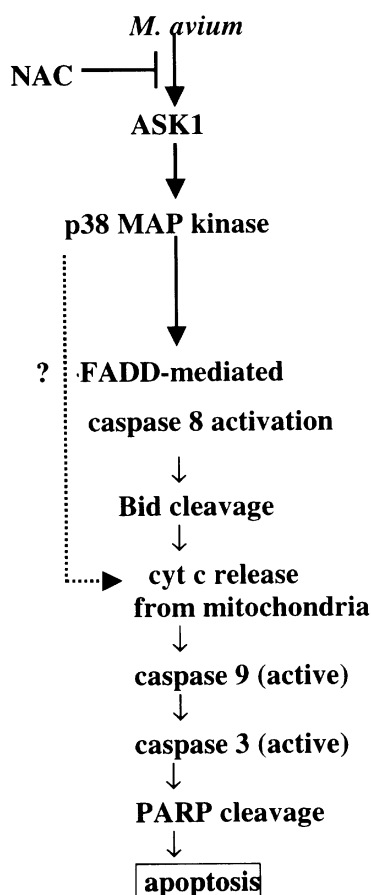 M. avium
NAC
ASK1
p38 MAP kinase
? FADD-mediated
caspase 8 activation
Bid cleavage
cyt c release
from mitochondria
caspase 9 (active)
caspase 3 (active)
PARP cleavage
apoptosis